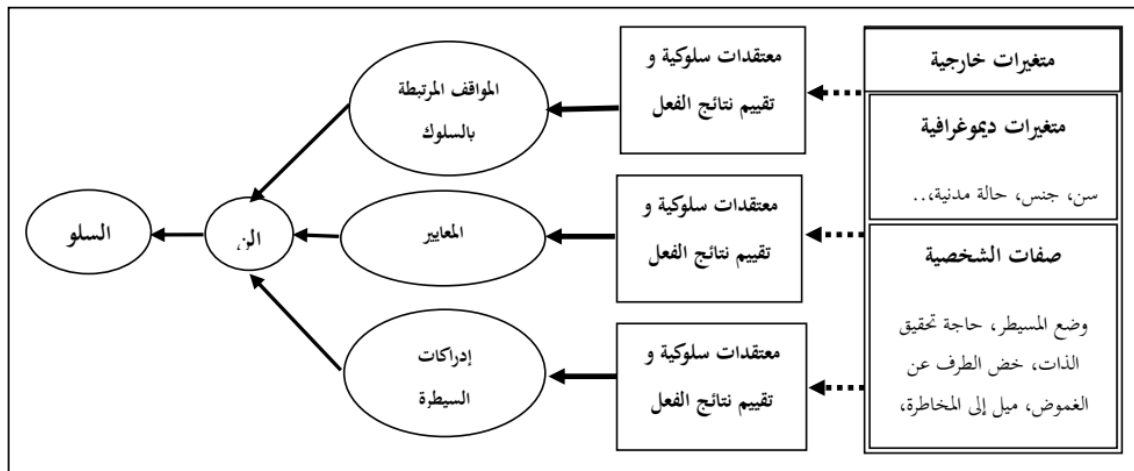 متغيرات خارجية
متغيرات ديموغرافية
سن، جنس، حالة مدنية،..
صفات الشخصية
وضع المسيطر، حاجة تحقيق
الذات، خض الطرف عن
الغموض، ميل إلى المخاطرة،
معتقدات سلوكية و
تقييم نتائج الفعل
معتقدات سلوكية و
تقييم نتائج الفعل
معتقدات سلوكية و
تقييم نتائج الفعل
المواقف المرتبطة
بالسلوك
المعايير
إدراكات
السيطرة
الن
السلو